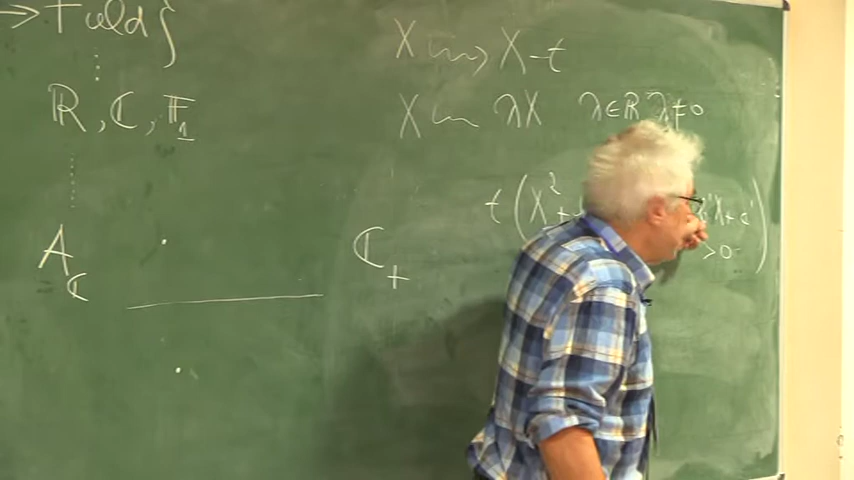 → Field }
ℝ, ℂ, 𝔽₁
A_ℂ
X ⇝ X-t
X ⇝ λX λ∈ℝ λ≠0
t(X²+ X+c')
>0
ℂ₊